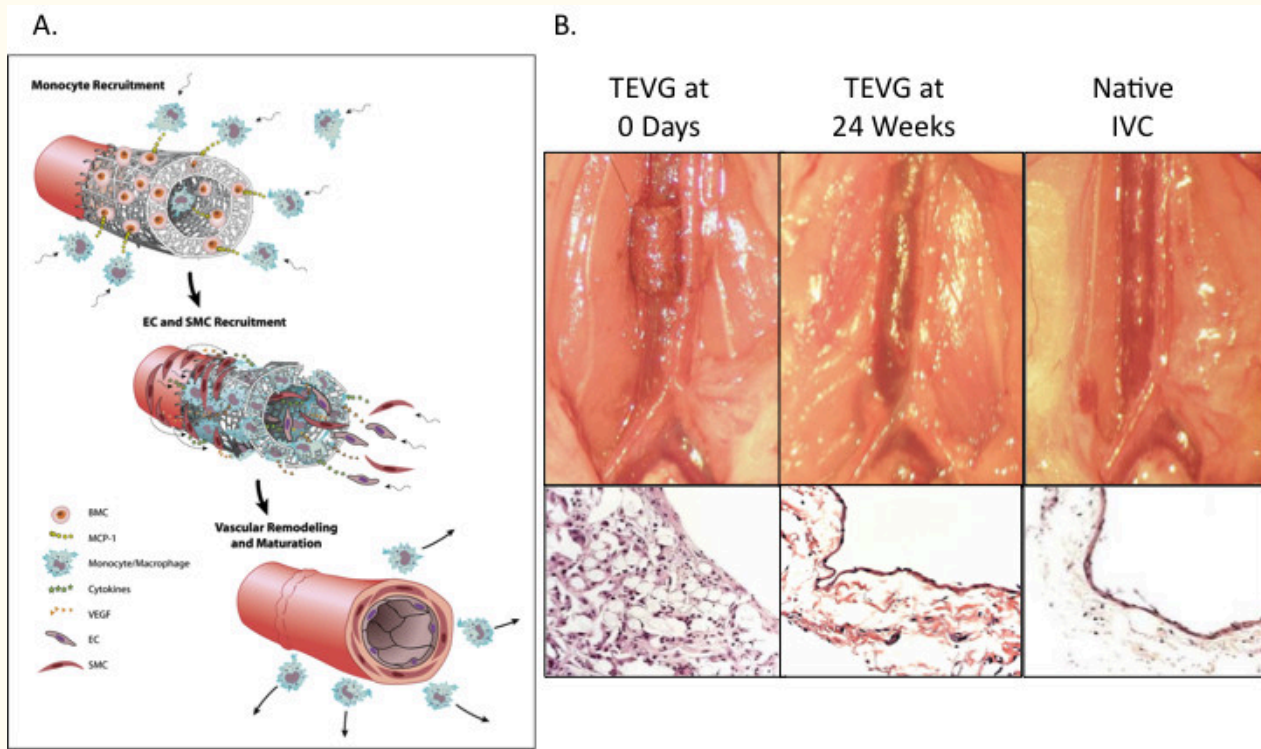 A.
Monocyte Recruitment
EC and SMC Recruitment
Vascular Remodeling
and Maturation
BMC
MCP-1
Monocyte/Macrophage
Cytokines
VEGF
EC
SMC
B.
TEVG at
0 Days
TEVG at
24 Weeks
Native
IVC